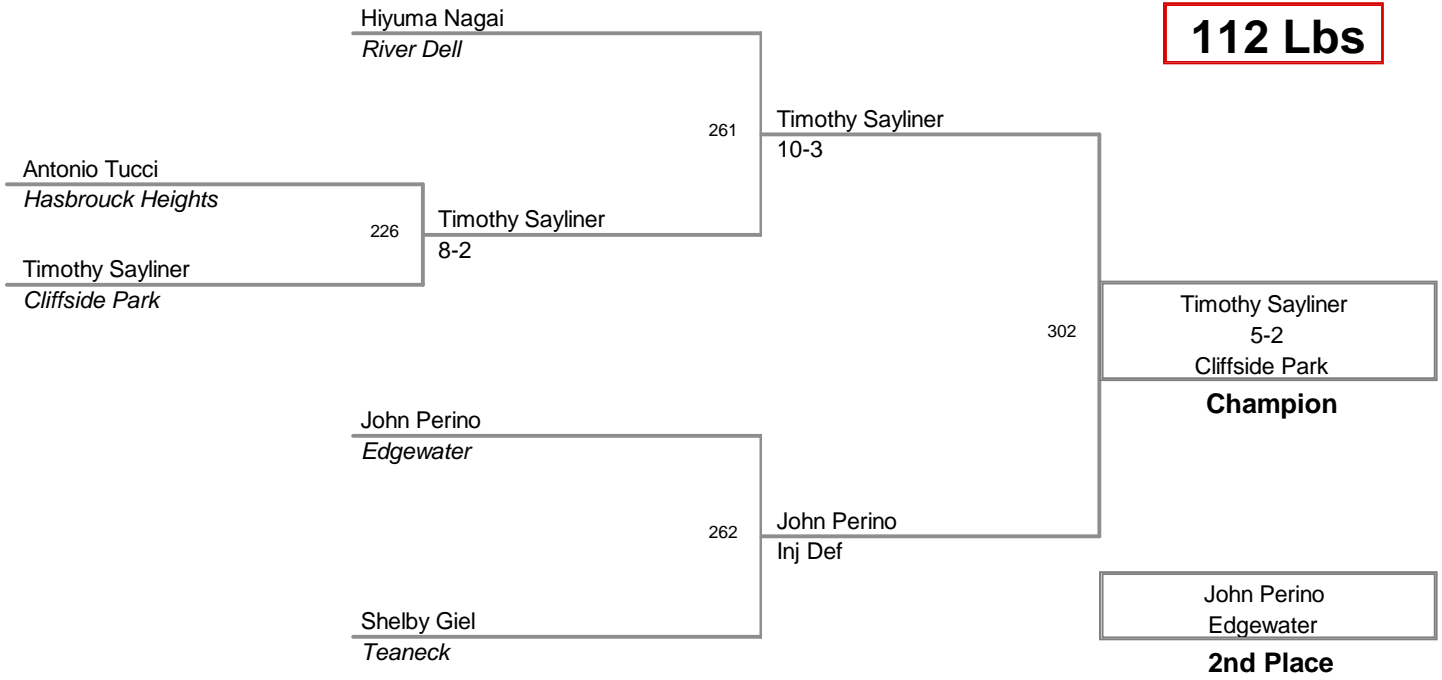 Hiyuma Nagai
River Dell
112 Lbs
261
Timothy Sayliner
10-3
Antonio Tucci
Hasbrouck Heights
226
Timothy Sayliner
8-2
Timothy Sayliner
Cliffside Park
302
Timothy Sayliner
5-2
Cliffside Park
Champion
John Perino
Edgewater
262
John Perino
Inj Def
Shelby Giel
Teaneck
John Perino
Edgewater
2nd Place